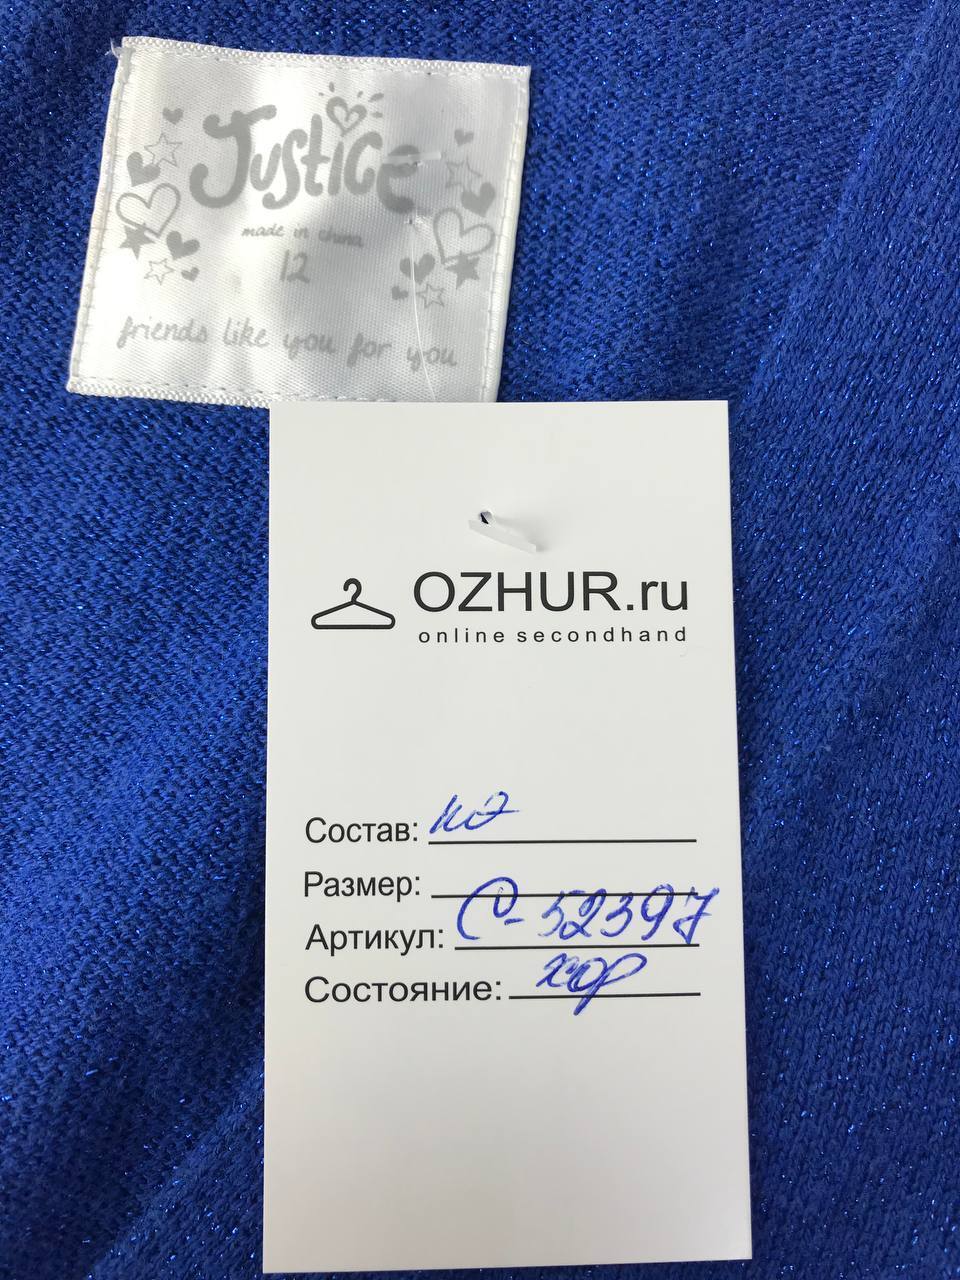 Justice
made in china
12
friends like you for you
OZHUR.ru
online secondhand
Состав:
Размер:
Артикул: С-52397
Состояние: хор